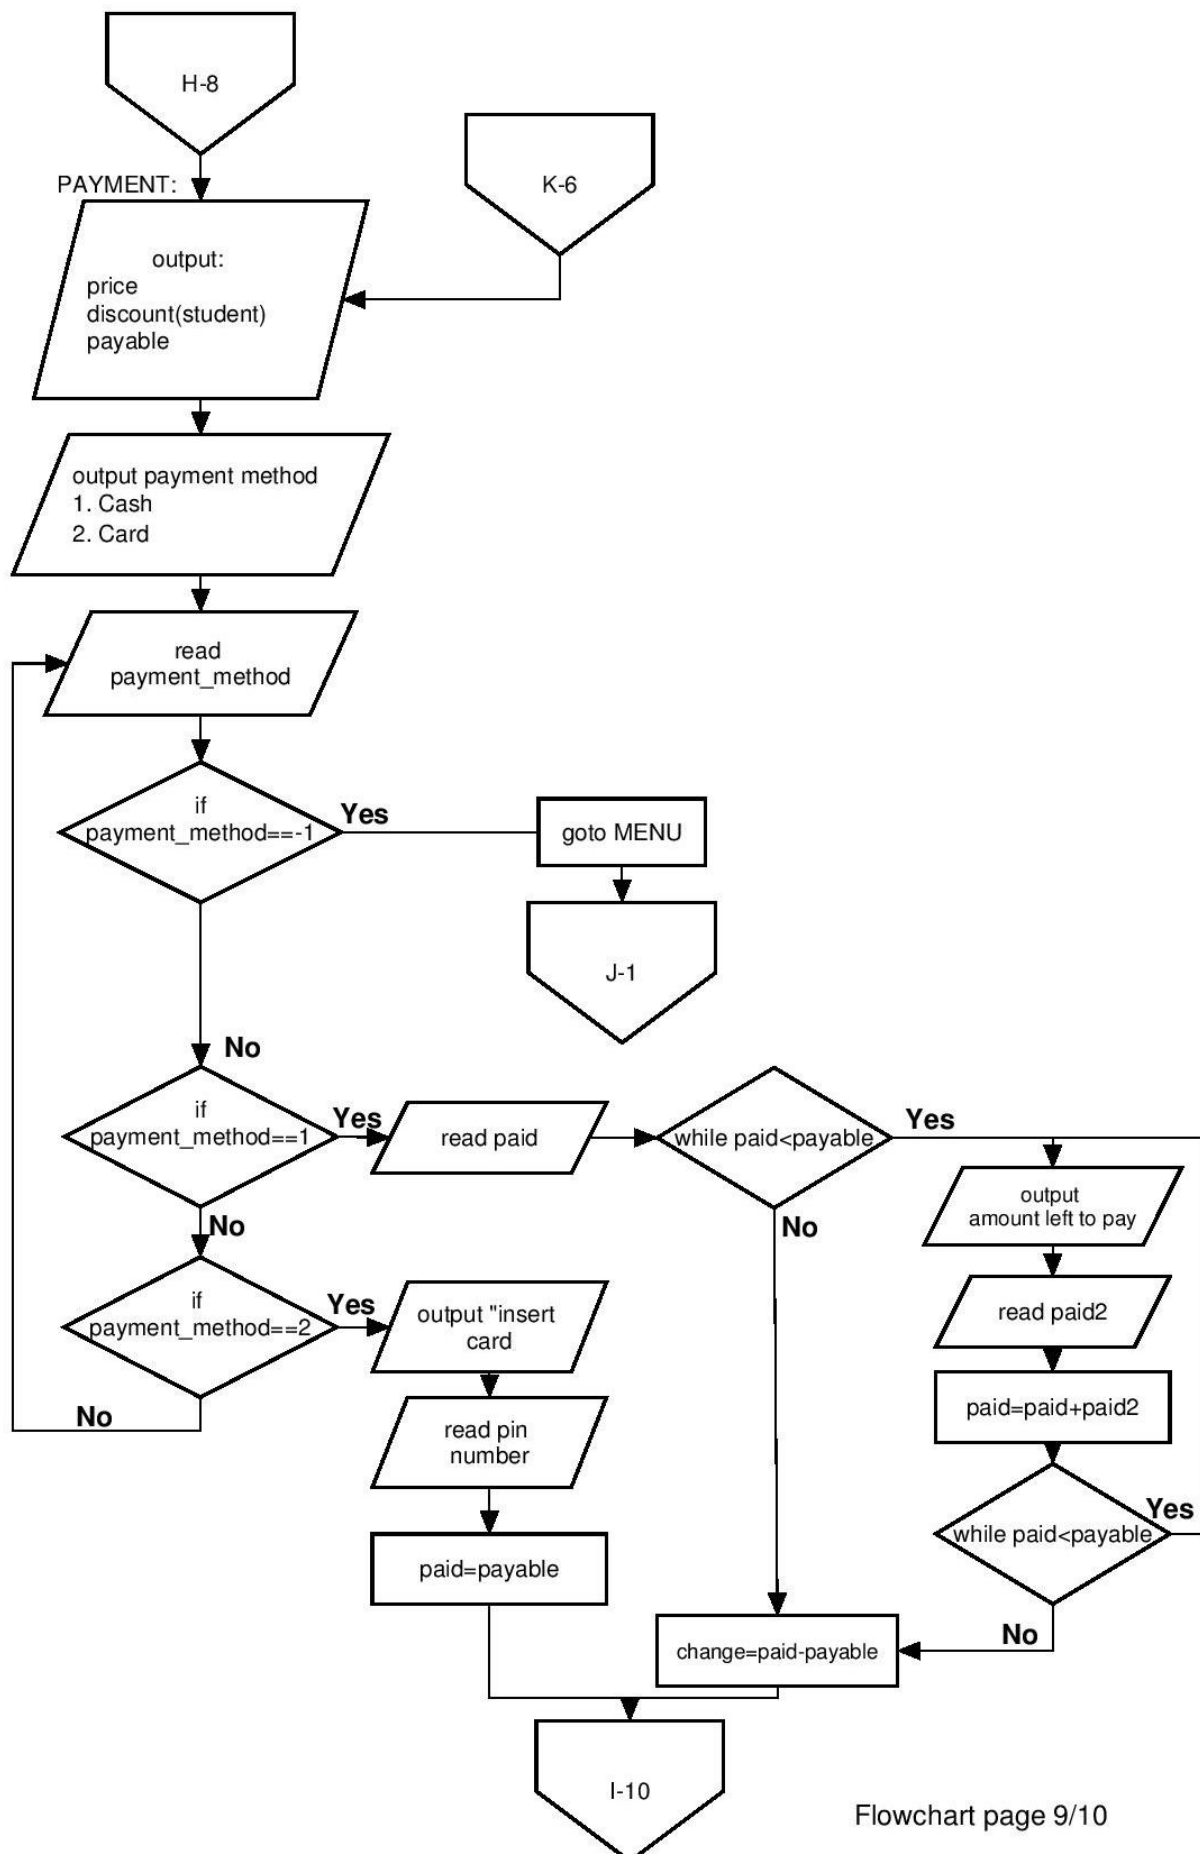 H-8
K-6
PAYMENT:
output:
price
discount(student)
payable
output payment method
1. Cash
2. Card
read
payment_method
if
payment_method==-1
Yes
goto MENU
J-1
No
if
payment_method==1
Yes
read paid
while paid<payable
Yes
output
amount left to pay
No
No
if
payment_method==2
Yes
output "insert
card
read paid2
paid=paid+paid2
No
read pin
number
while paid<payable
Yes
paid=payable
No
change=paid-payable
I-10
Flowchart page 9/10